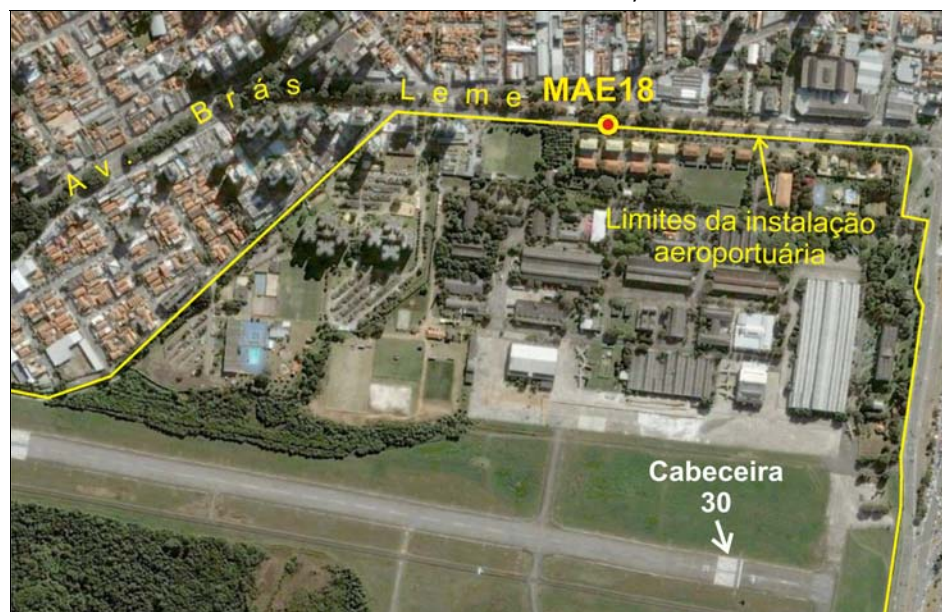 Av. Brás Leme
MAE18
Limites da instalação
aeroportuária
Cabeceira
30